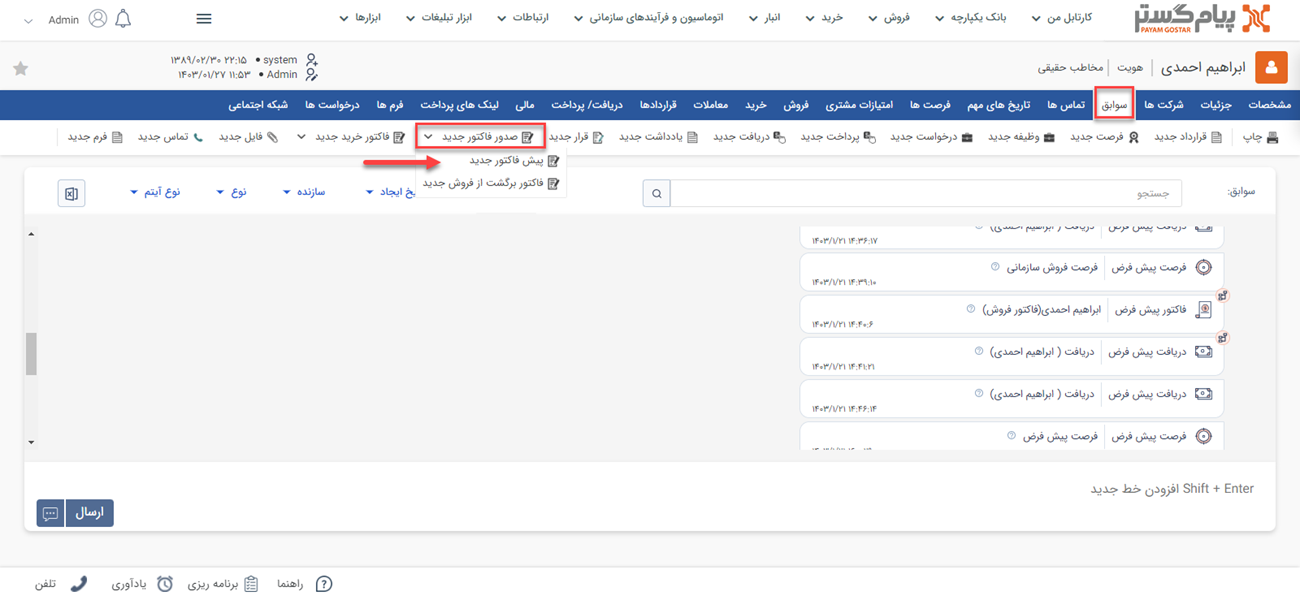 پیام گستر
PAYAM GOSTAR
کارتابل من
بانک یکپارچه
فروش
خرید
انبار
اتوماسیون و فرآیندهای سازمانی
ارتباطات
ابزار تبلیغات
ابزارها
Admin
ابراهیم احمدی
هویت
مخاطب حقیقی
system • ۱۳۸۹/۰۲/۳۰ ۲۲:۱۵
Admin • ۱۴۰۳/۰۱/۲۷ ۱۱:۵۳
مشخصات
جزئیات
شرکت ها
سوابق
تماس ها
تاریخ های مهم
فرصت ها
امتیازات مشتری
فروش
خرید
معاملات
قراردادها
دریافت/ پرداخت
لینک های پرداخت
مالی
فرم ها
درخواست ها
شبکه اجتماعی
چاپ
قرارداد جدید
فرصت جدید
وظیفه جدید
درخواست جدید
پرداخت جدید
دریافت جدید
یادداشت جدید
قرار جدید
صدور فاکتور جدید
فاکتور خرید جدید
فایل جدید
تماس جدید
فرم جدید
پیش فاکتور جدید
فاکتور برگشت از فروش جدید
سوابق:
جستجو
یخ ایجاد
سازنده
نوع
نوع آیتم
دریافت پیش فرض
دریافت ( ابراهیم احمدی)
۱۴۰۳/۱/۲۱ ۱۴:۳۶:۱۷
فرصت پیش فرض
فرصت فروش سازمانی
۱۴۰۳/۱/۲۱ ۱۴:۳۹:۱۰
فاکتور پیش فرض
ابراهیم احمدی(فاکتور فروش)
۱۴۰۳/۱/۲۱ ۱۴:۴۰:۶
دریافت پیش فرض
دریافت ( ابراهیم احمدی)
۱۴۰۳/۱/۲۱ ۱۴:۴۱:۲۱
دریافت پیش فرض
دریافت ( ابراهیم احمدی)
۱۴۰۳/۱/۲۱ ۱۴:۴۶:۱۴
فرصت پیش فرض
فرصت پیش فرض
Shift + Enter افزودن خط جدید
ارسال
راهنما
برنامه ریزی
یادآوری
تلفن